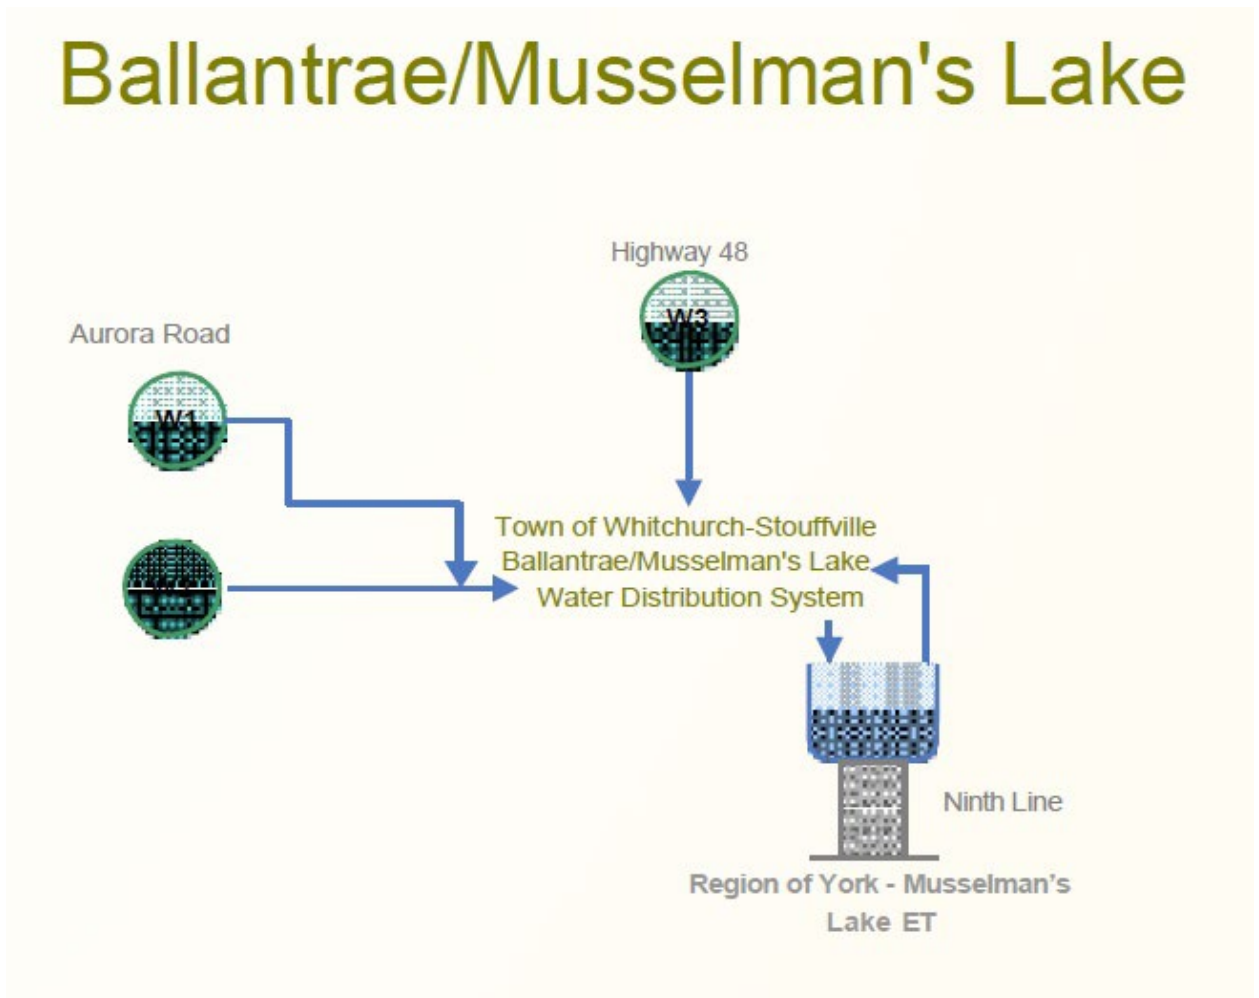 Ballantrae/Musselman's Lake
Highway 48
W3
Aurora Road
W1
Town of Whitchurch-Stouffville
Ballantrae/Musselman's Lake
Water Distribution System
Ninth Line
Region of York - Musselman’s
Lake ET